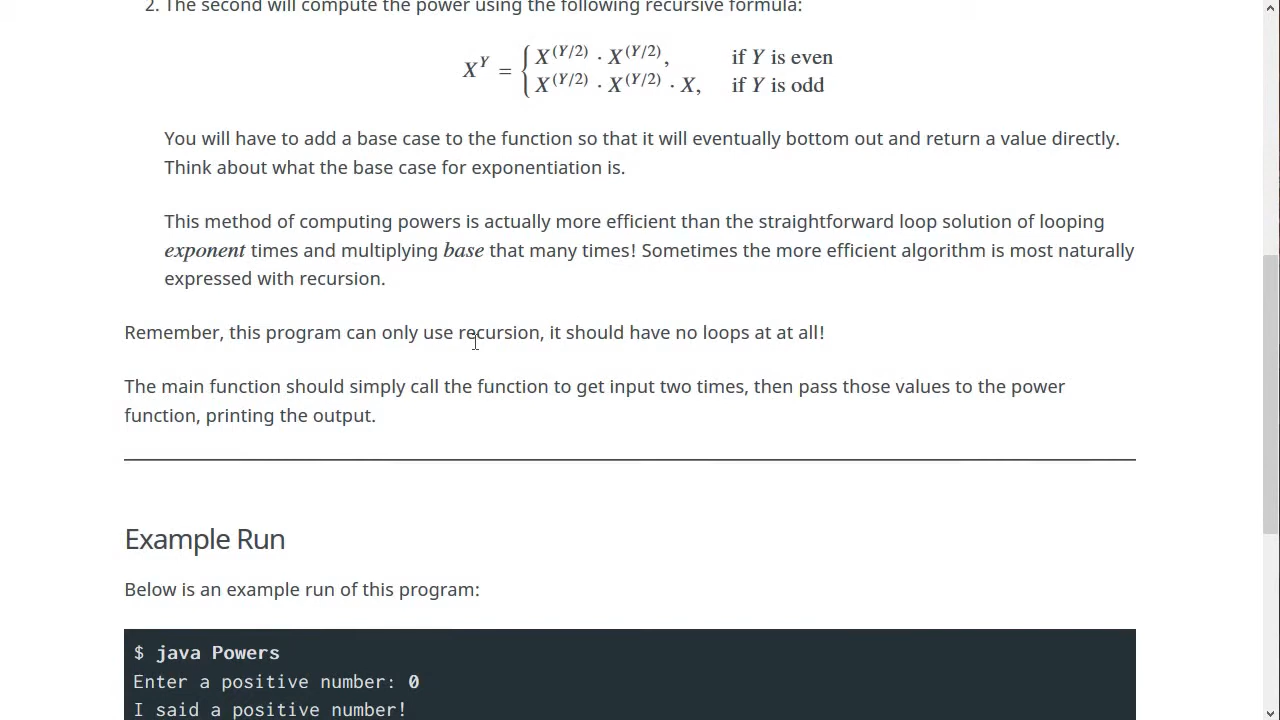 2. The second will compute the power using the following recursive formula:
X^Y = { X^(Y/2) · X^(Y/2), if Y is even
X^(Y/2) · X^(Y/2) · X, if Y is odd
You will have to add a base case to the function so that it will eventually bottom out and return a value directly.
Think about what the base case for exponentiation is.
This method of computing powers is actually more efficient than the straightforward loop solution of looping
exponent times and multiplying base that many times! Sometimes the more efficient algorithm is most naturally
expressed with recursion.
Remember, this program can only use recursion, it should have no loops at at all!
The main function should simply call the function to get input two times, then pass those values to the power
function, printing the output.
Example Run
Below is an example run of this program:
$ java Powers
Enter a positive number: 0
I said a positive number!